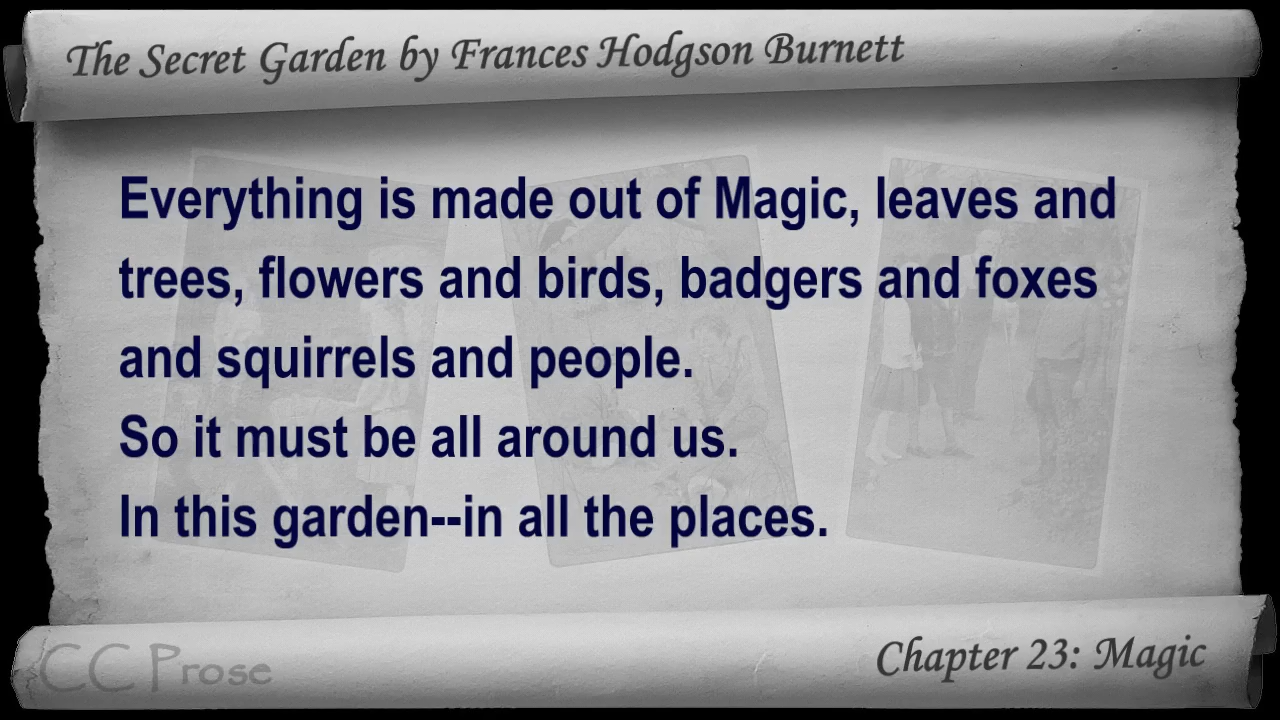 The Secret Garden by Frances Hodgson Burnett
Everything is made out of Magic, leaves and
trees, flowers and birds, badgers and foxes
and squirrels and people.
So it must be all around us.
In this garden--in all the places.
CC Prose
Chapter 23: Magic